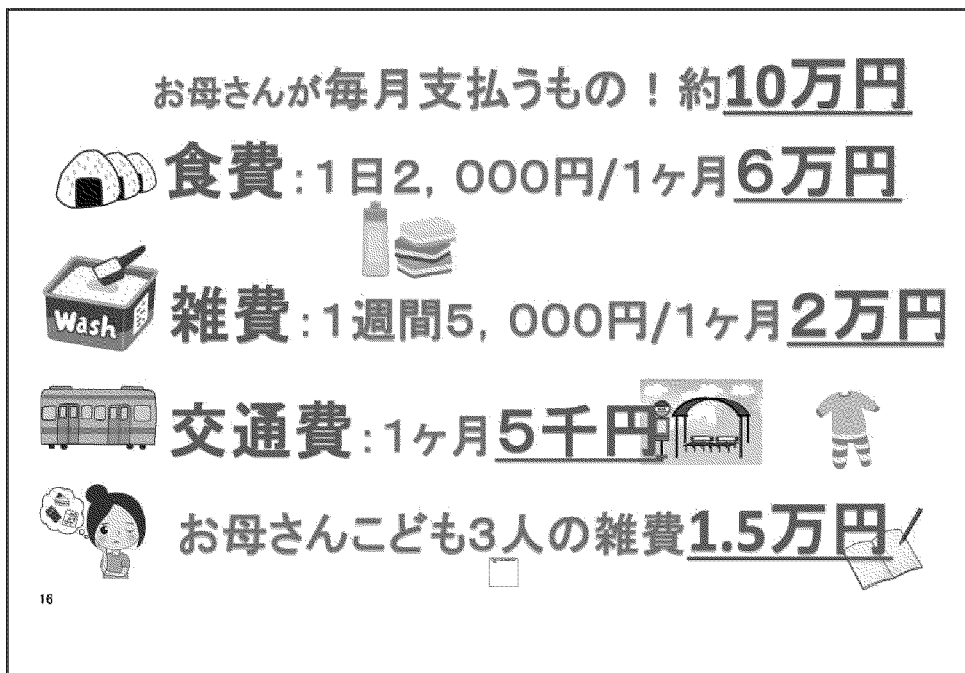 お母さんが毎月支払うもの！約10万円
食費：1日2，000円/1ヶ月6万円
Wash
雑費：1週間5，000円/1ヶ月2万円
交通費：1ヶ月5千円
お母さんこども3人の雑費1.5万円
16